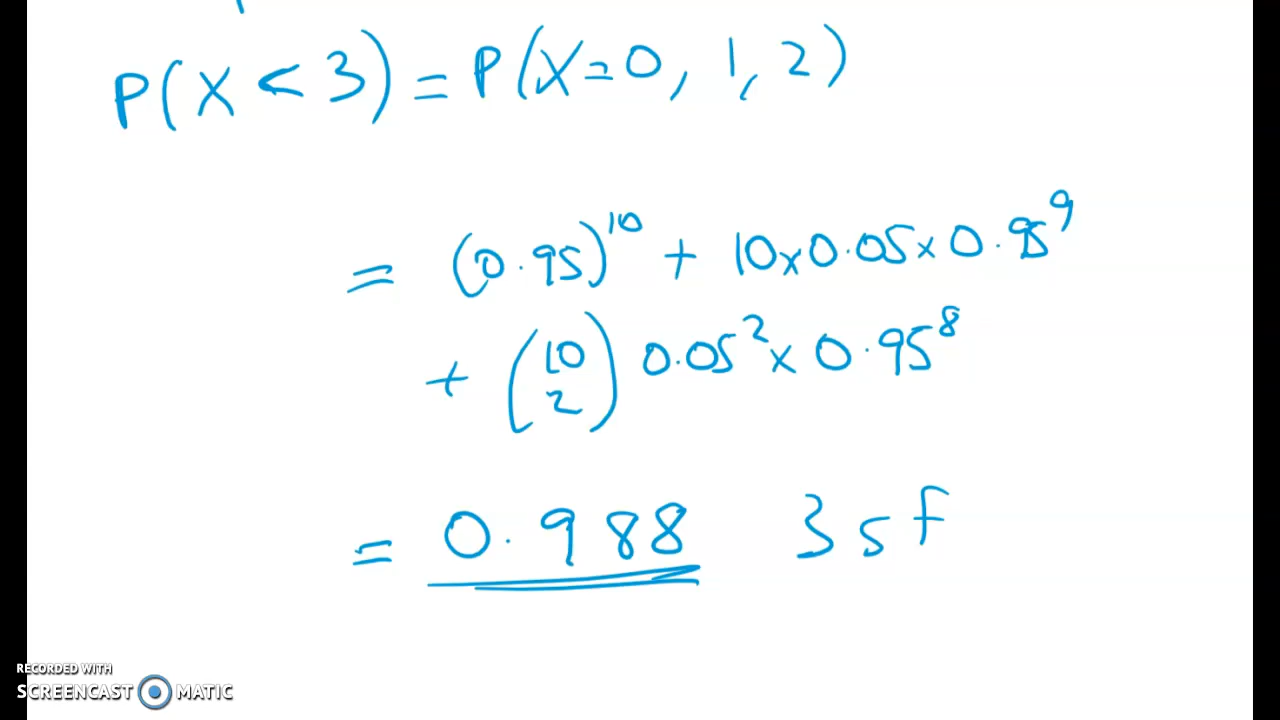 P(X < 3) = P(X=0, 1, 2)
= (0.95)^10 + 10×0.05×0.95^9
+ (10 2) 0.05^2 × 0.95^8
= 0.988 3 s f
RECORDED WITH
SCREENCAST MATIC